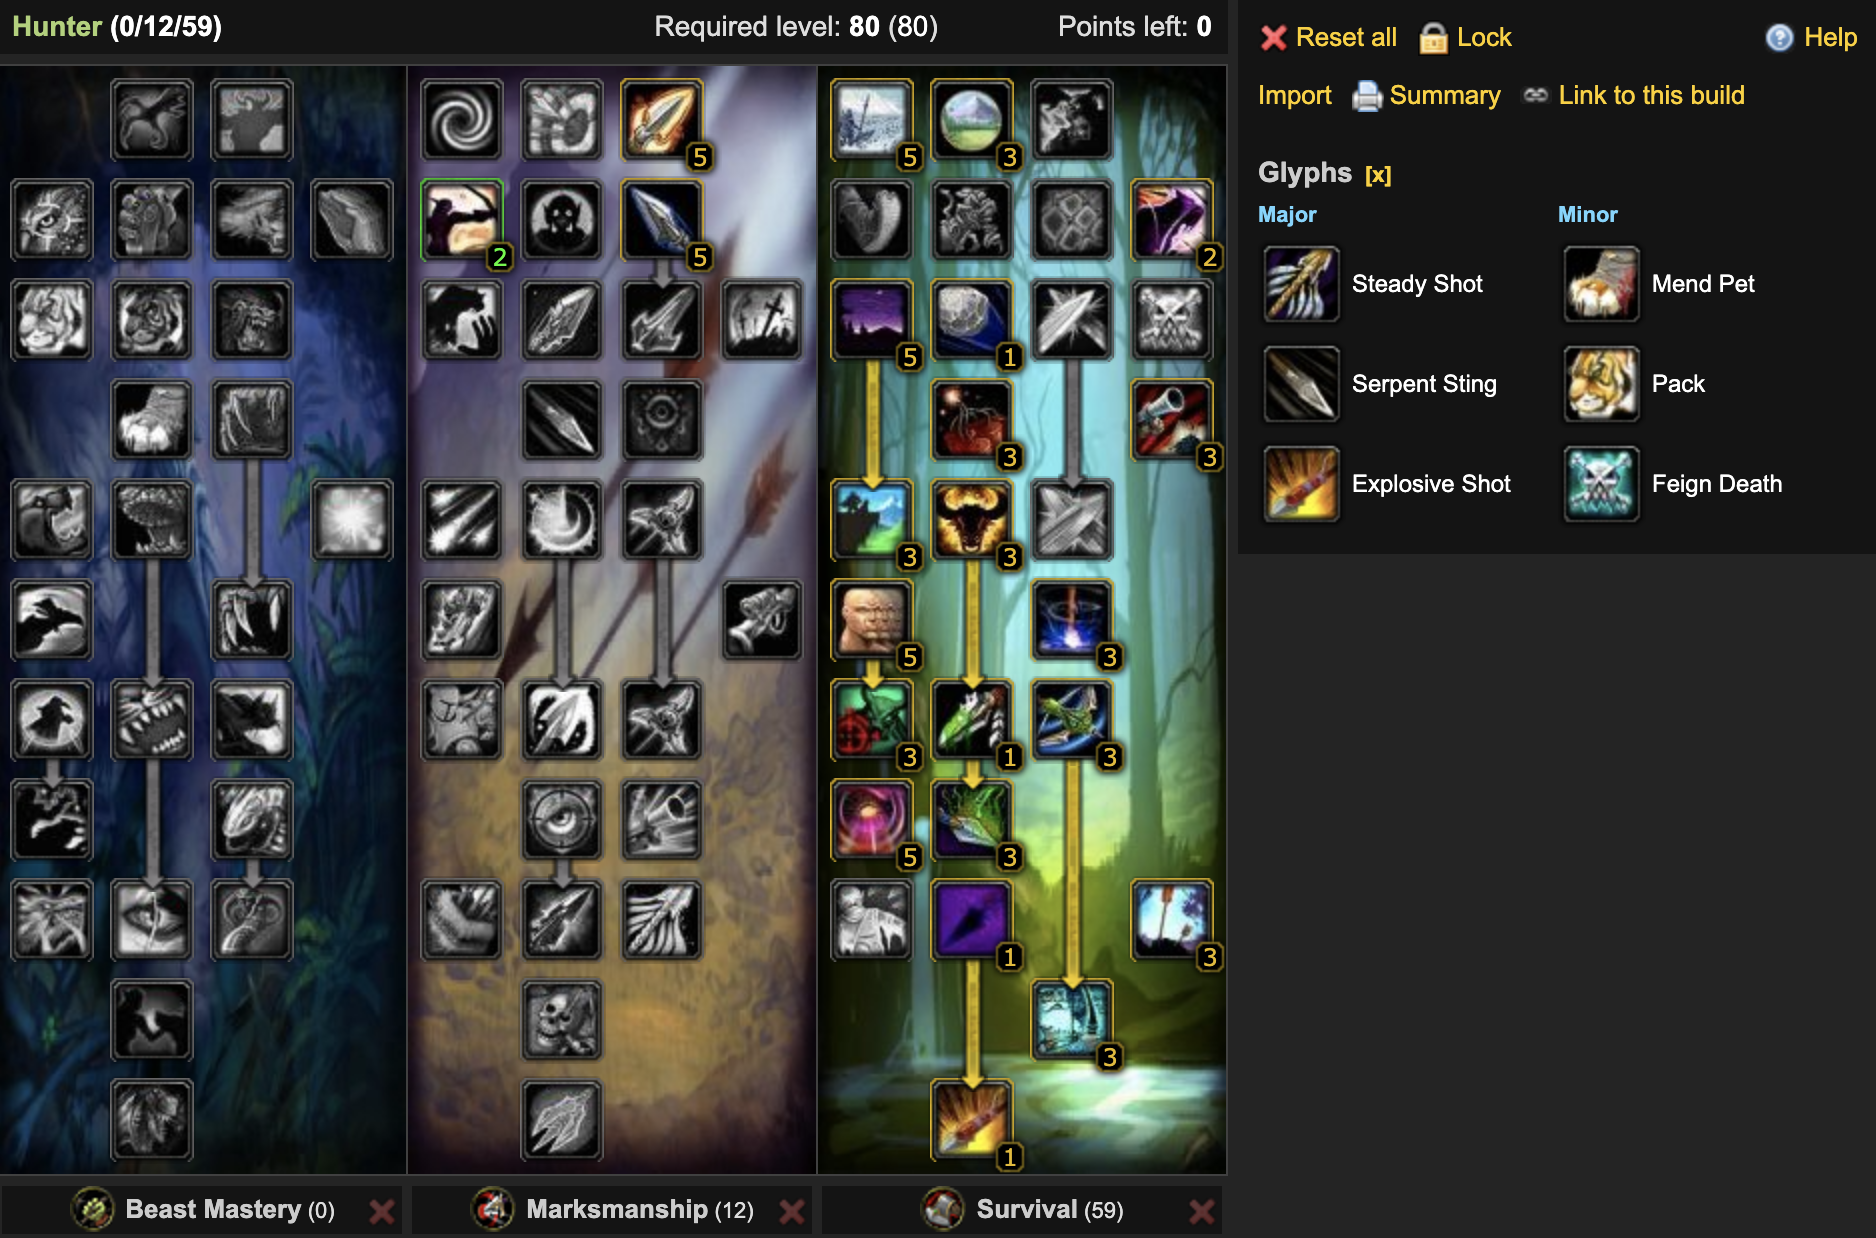 Hunter (0/12/59) Required level: 80 (80) Points left: 0
Reset all Lock Help
Import Summary Link to this build
5 5 3
Glyphs [x]
Major Minor
2 5 2
Steady Shot Mend Pet
5 1
Serpent Sting Pack
3 3
Explosive Shot Feign Death
3 3
5 3
3 1 3
5 3
1 3
3
1
Beast Mastery (0) Marksmanship (12) Survival (59)